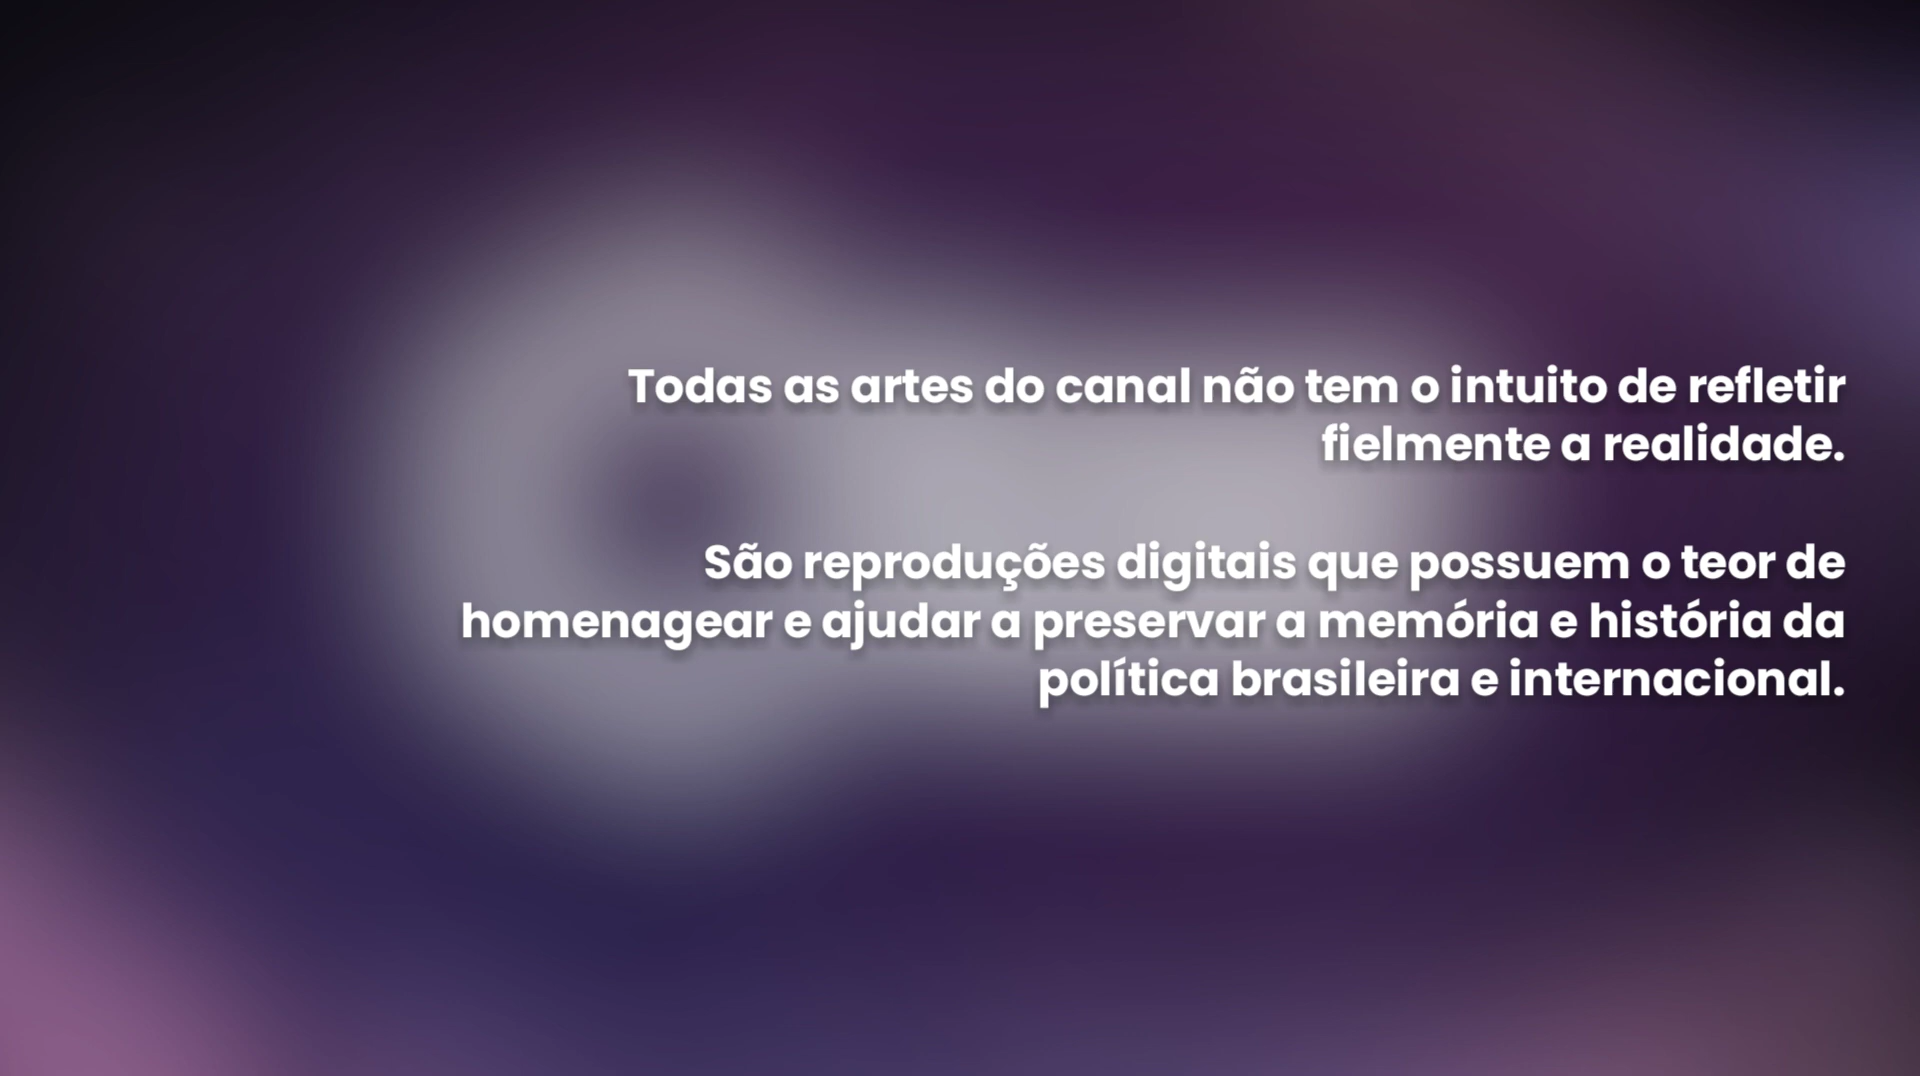 Todas as artes do canal não tem o intuito de refletir
fielmente a realidade.
São reproduções digitais que possuem o teor de
homenagear e ajudar a preservar a memória e história da
política brasileira e internacional.